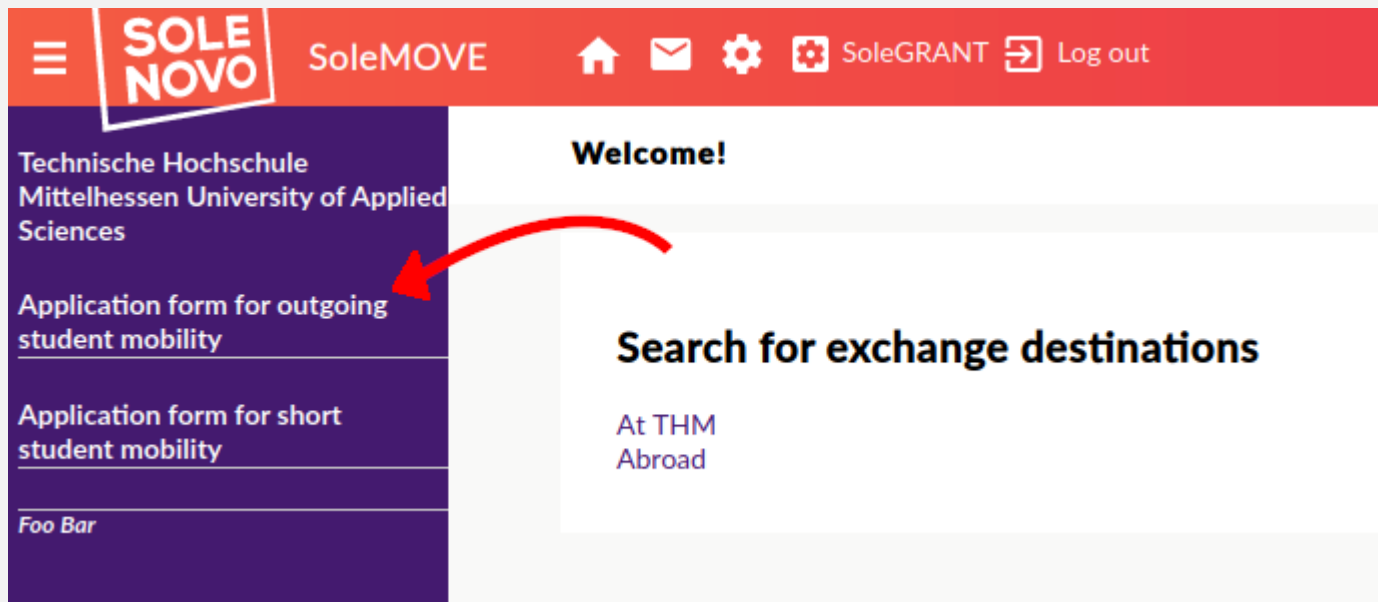 SOLE
NOVO
SoleMOVE
SoleGRANT
Log out
Technische Hochschule
Mittelhessen University of Applied
Sciences
Application form for outgoing
student mobility
Application form for short
student mobility
Foo Bar
Welcome!
Search for exchange destinations
At THM
Abroad